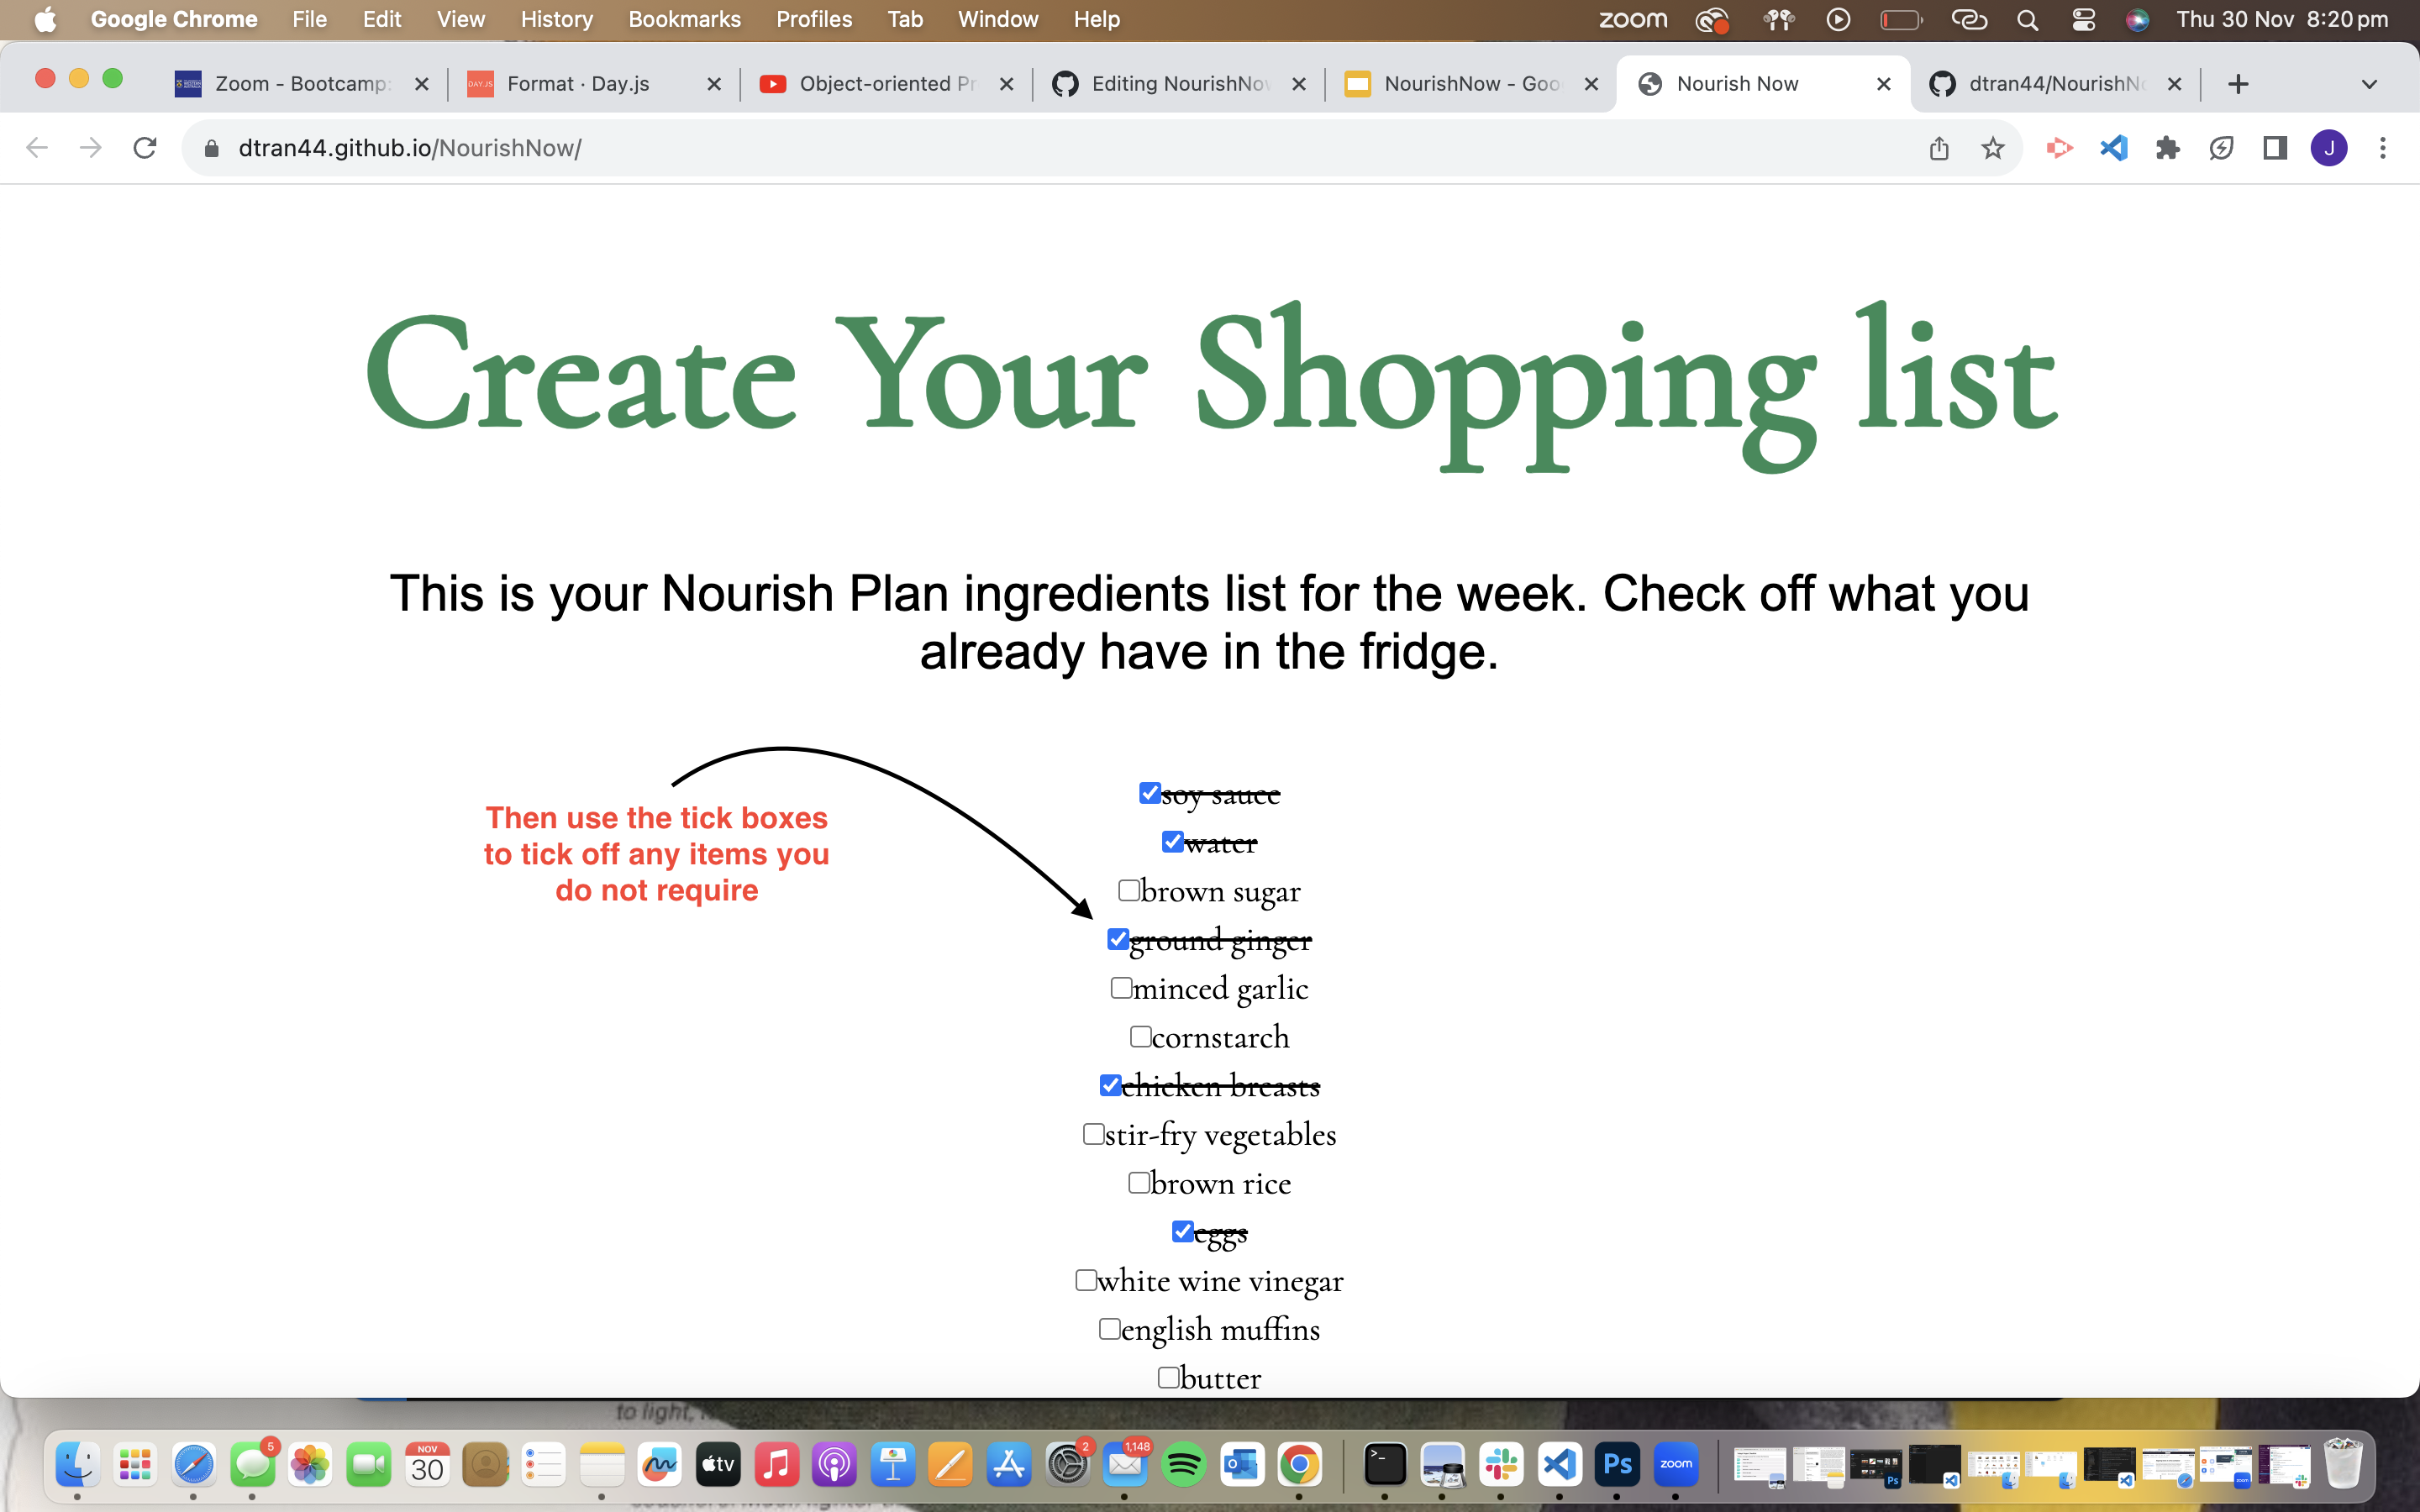 Google Chrome File Edit View History Bookmarks Profiles Tab Window Help zoom Thu 30 Nov 8:20 pm
Zoom - Bootcamp: Format · Day.js Object-oriented Pr Editing NourishNov NourishNow - Goo Nourish Now dtran44/NourishNo
dtran44.github.io/NourishNow/ J
Create Your Shopping list
This is your Nourish Plan ingredients list for the week. Check off what you
already have in the fridge.
Then use the tick boxes
to tick off any items you
do not require
soy sauce
water
brown sugar
ground ginger
minced garlic
cornstarch
chicken breasts
stir-fry vegetables
brown rice
eggs
white wine vinegar
english muffins
butter
to light,
5 NOV 30 tv 2 1,148 Ps zoom